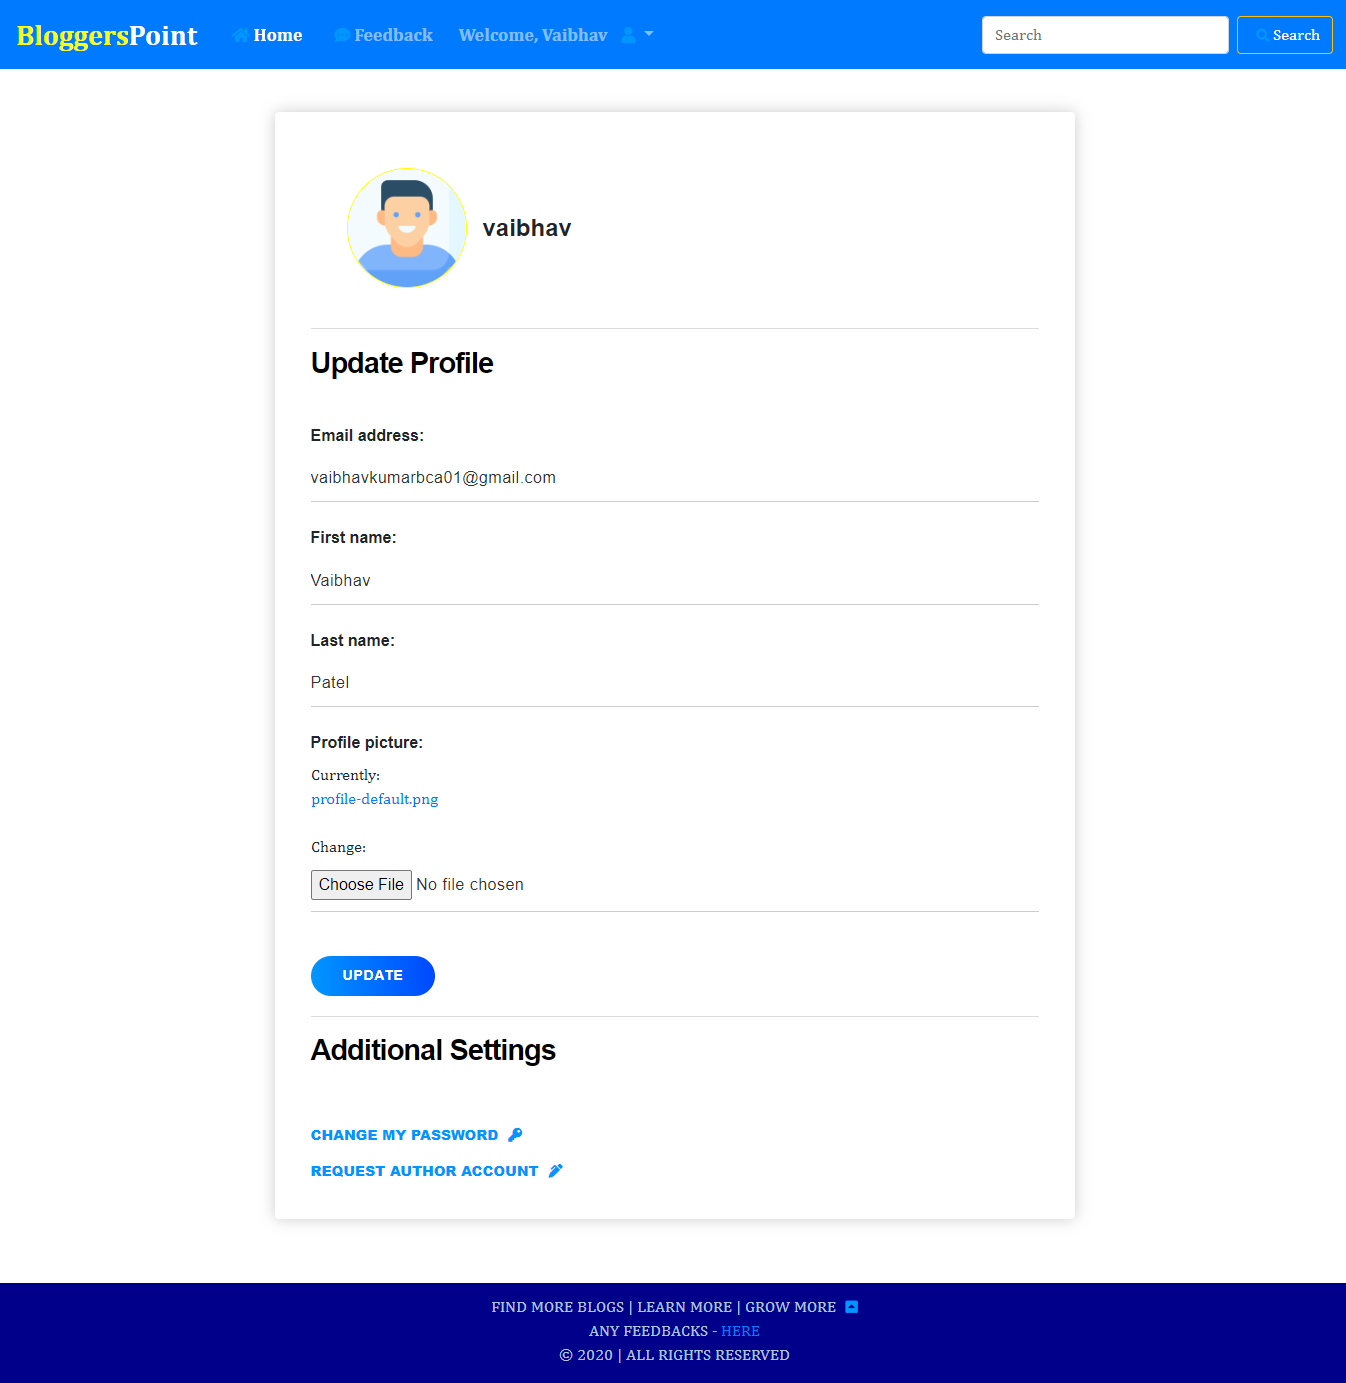 BloggersPoint Home Feedback Welcome, Vaibhav Search Search
vaibhav
Update Profile
Email address:
vaibhavkumarbca01@gmail.com
First name:
Vaibhav
Last name:
Patel
Profile picture:
Currently:
profile-default.png
Change:
Choose File No file chosen
UPDATE
Additional Settings
CHANGE MY PASSWORD
REQUEST AUTHOR ACCOUNT
FIND MORE BLOGS | LEARN MORE | GROW MORE
ANY FEEDBACKS - HERE
© 2020 | ALL RIGHTS RESERVED